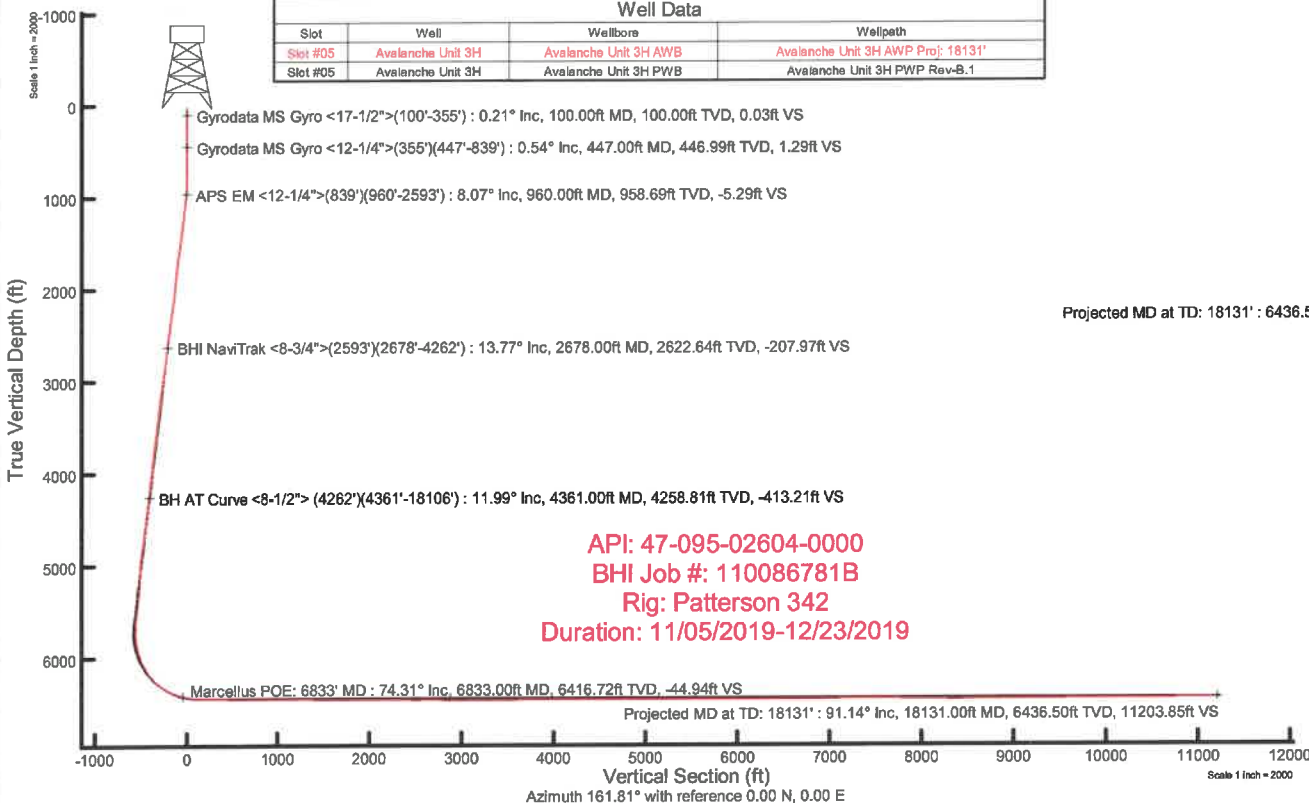 Well Data
Slot Well Wellbore Wellpath
Slot #05 Avalanche Unit 3H Avalanche Unit 3H AWB Avalanche Unit 3H AWP Proj: 18131'
Slot #05 Avalanche Unit 3H Avalanche Unit 3H PWB Avalanche Unit 3H PWP Rev-B.1
Scale 1 inch = 2000
-1000
0
1000
2000
3000
4000
5000
6000
True Vertical Depth (ft)
Gyrodata MS Gyro <17-1/2">(100'-355') : 0.21° Inc, 100.00ft MD, 100.00ft TVD, 0.03ft VS
Gyrodata MS Gyro <12-1/4">(355')(447'-839') : 0.54° Inc, 447.00ft MD, 446.99ft TVD, 1.29ft VS
APS EM <12-1/4">(839')(960'-2593') : 8.07° Inc, 960.00ft MD, 958.69ft TVD, -5.29ft VS
Projected MD at TD: 18131' : 6436.5
BHI NaviTrak <8-3/4">(2593')(2678'-4262') : 13.77° Inc, 2678.00ft MD, 2622.64ft TVD, -207.97ft VS
BH AT Curve <8-1/2"> (4262')(4361'-18106') : 11.99° Inc, 4361.00ft MD, 4258.81ft TVD, -413.21ft VS
API: 47-095-02604-0000
BHI Job #: 110086781B
Rig: Patterson 342
Duration: 11/05/2019-12/23/2019
Marcellus POE: 6833' MD : 74.31° Inc, 6833.00ft MD, 6416.72ft TVD, -44.94ft VS
Projected MD at TD: 18131' : 91.14° Inc, 18131.00ft MD, 6436.50ft TVD, 11203.85ft VS
-1000 0 1000 2000 3000 4000 5000 6000 7000 8000 9000 10000 11000 12000
Vertical Section (ft)
Scale 1 inch = 2000
Azimuth 161.81° with reference 0.00 N, 0.00 E